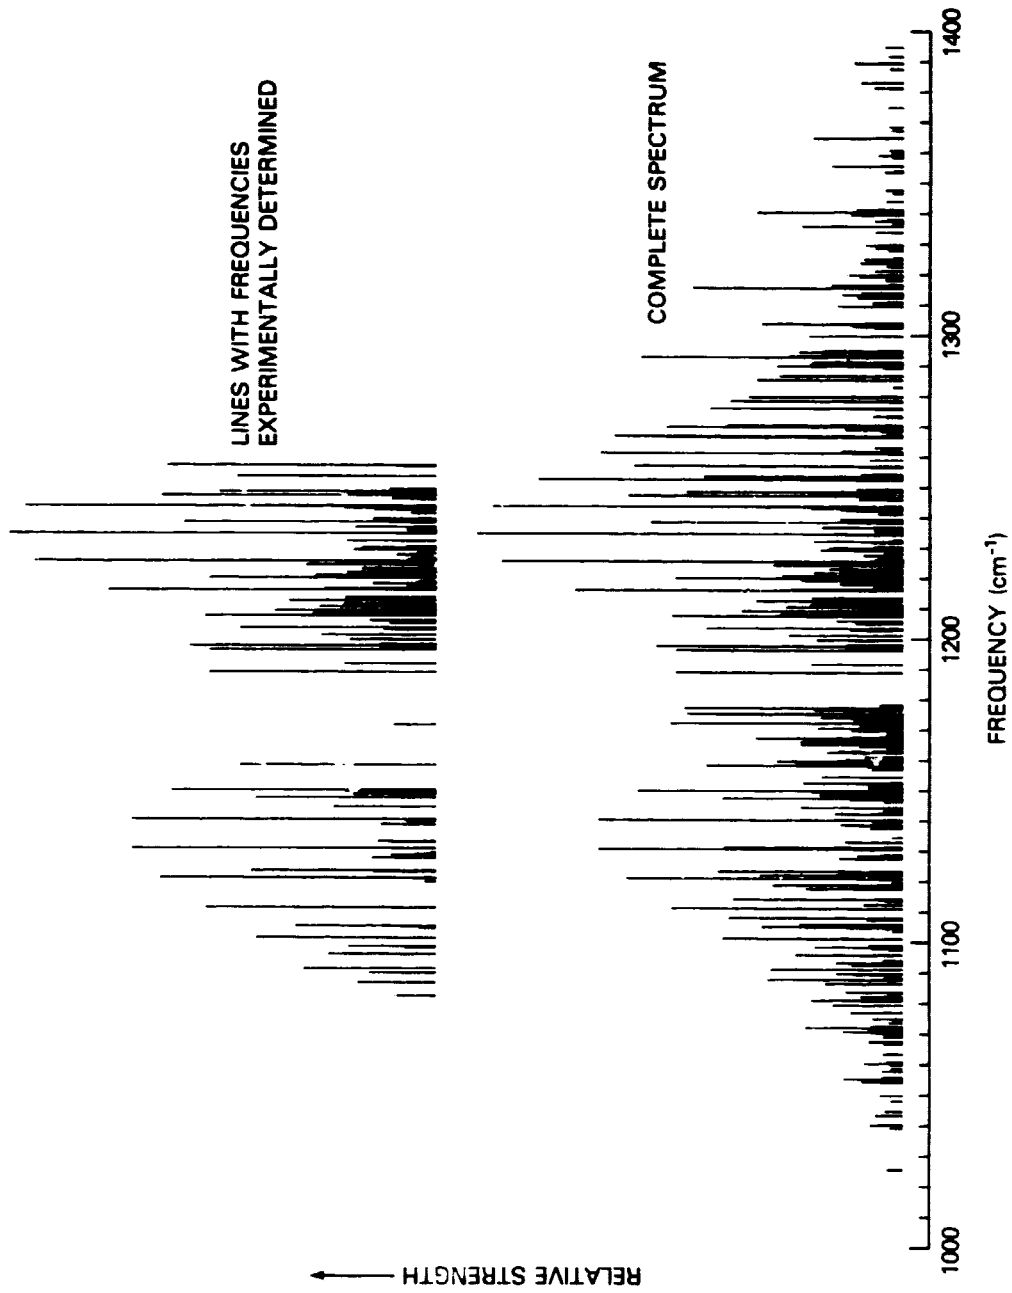 LINES WITH FREQUENCIES
EXPERIMENTALLY DETERMINED
COMPLETE SPECTRUM
RELATIVE STRENGTH
1000
1100
1200
1300
1400
FREQUENCY (cm⁻¹)